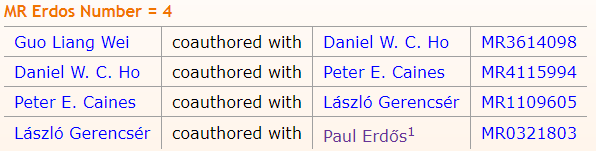 MR Erdos Number = 4
Guo Liang Wei coauthored with Daniel W. C. Ho MR3614098
Daniel W. C. Ho coauthored with Peter E. Caines MR4115994
Peter E. Caines coauthored with László Gerencsér MR1109605
László Gerencsér coauthored with Paul Erdős¹ MR0321803